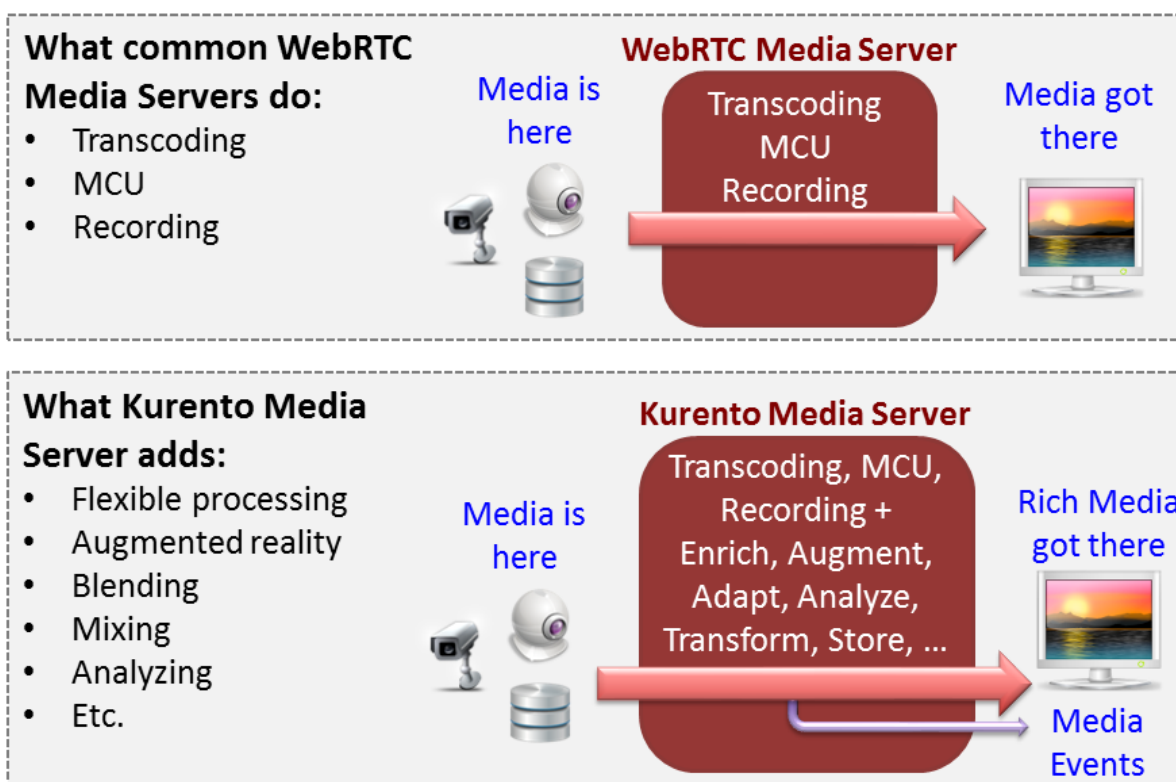 What common WebRTC
Media Servers do:
• Transcoding
• MCU
• Recording
Media is
here
WebRTC Media Server
Transcoding
MCU
Recording
Media got
there
What Kurento Media
Server adds:
• Flexible processing
• Augmented reality
• Blending
• Mixing
• Analyzing
• Etc.
Media is
here
Kurento Media Server
Transcoding, MCU,
Recording +
Enrich, Augment,
Adapt, Analyze,
Transform, Store, ...
Rich Media
got there
Media
Events